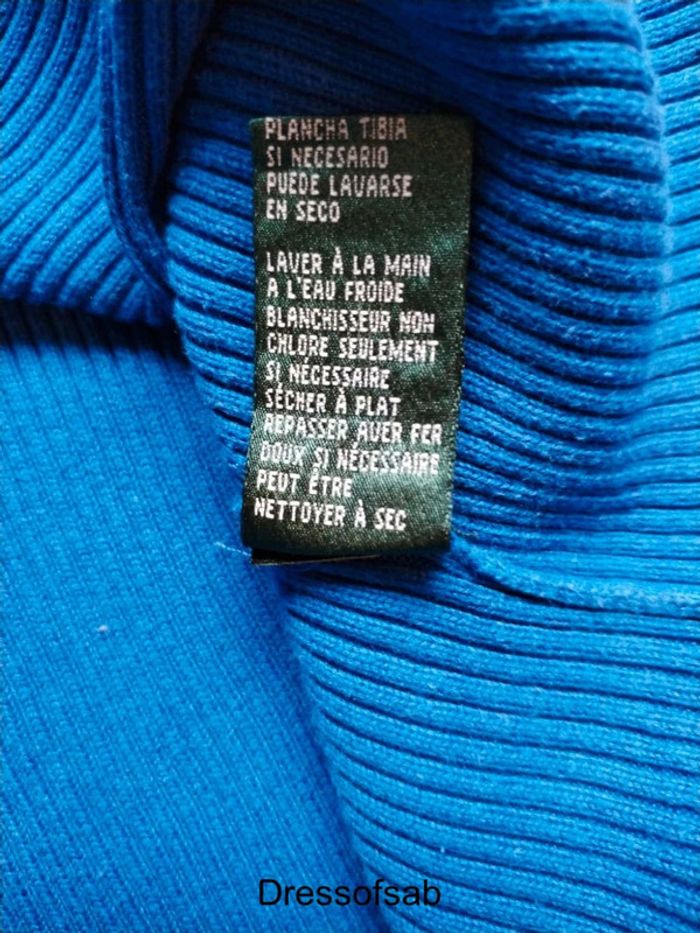 PLANCHA TIBIA
SI NECESARIO
PUEDE LAVARSE
EN SECO
LAVER À LA MAIN
A L'EAU FROIDE
BLANCHISSEUR NON
CHLORE SEULEMENT
SI NECESSAIRE
SÉCHER À PLAT
REPASSER AVER FER
DOUX SI NÉCESSAIRE
PEUT ÊTRE
NETTOYER À SEC
Dressofsab